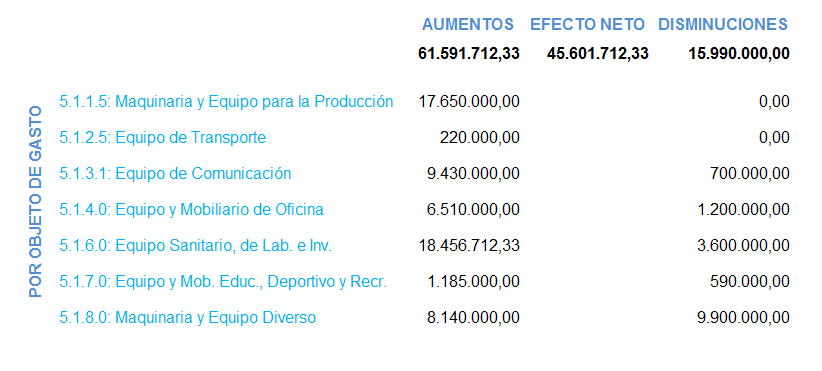 AUMENTOS EFECTO NETO DISMINUCIONES
61.591.712,33 45.601.712,33 15.990.000,00
POR OBJETO DE GASTO
5.1.1.5: Maquinaria y Equipo para la Producción 17.650.000,00 0,00
5.1.2.5: Equipo de Transporte 220.000,00 0,00
5.1.3.1: Equipo de Comunicación 9.430.000,00 700.000,00
5.1.4.0: Equipo y Mobiliario de Oficina 6.510.000,00 1.200.000,00
5.1.6.0: Equipo Sanitario, de Lab. e Inv. 18.456.712,33 3.600.000,00
5.1.7.0: Equipo y Mob. Educ., Deportivo y Recr. 1.185.000,00 590.000,00
5.1.8.0: Maquinaria y Equipo Diverso 8.140.000,00 9.900.000,00